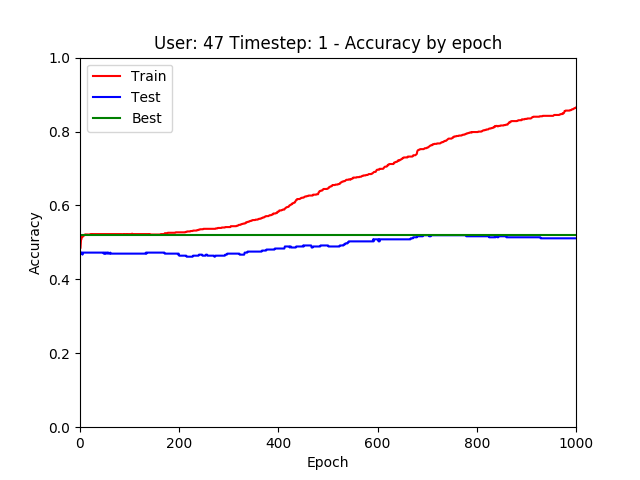 User: 47 Timestep: 1 - Accuracy by epoch
1.0
0.8
0.6
0.4
0.2
0.0
Accuracy
Train
Test
Best
0 200 400 600 800 1000
Epoch